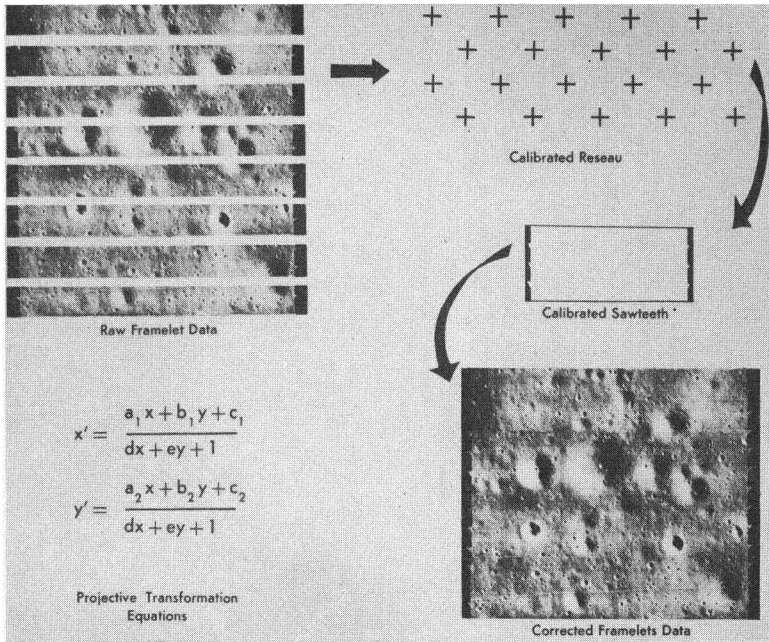 Calibrated Reseau
Raw Framelet Data
Calibrated Sawteeth
x' = a₁x + b₁y + c₁ / dx + ey + 1
y' = a₂x + b₂y + c₂ / dx + ey + 1
Projective Transformation
Equations
Corrected Framelets Data